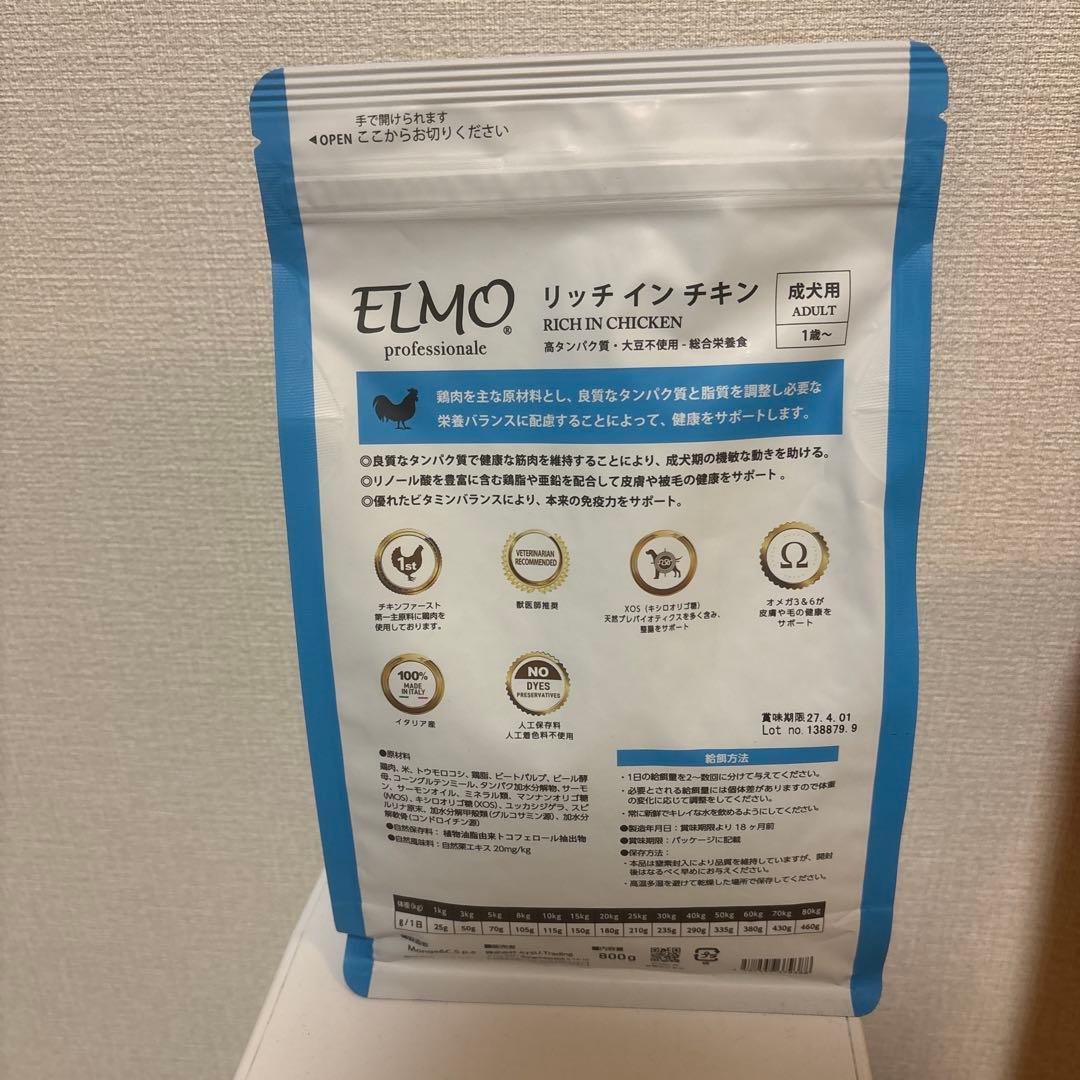 手で開けられます
◀OPEN ここからお切りください
ELMO®
professionale
リッチ イン チキン
RICH IN CHICKEN
高タンパク質・大豆不使用 - 総合栄養食
成犬用
ADULT
1歳～
鶏肉を主な原材料とし、良質なタンパク質と脂質を調整し必要な
栄養バランスに配慮することによって、健康をサポートします。
◎良質なタンパク質で健康な筋肉を維持することにより、成犬期の機敏な動きを助ける。
◎リノール酸を豊富に含む鶏脂や亜鉛を配合して皮膚や被毛の健康をサポート。
◎優れたビタミンバランスにより、本来の免疫力をサポート。
1st
チキンファースト
第一主原料に鶏肉を
使用しております。
VETERINARIAN
RECOMMENDED
獣医師推奨
XOS（キシロオリゴ糖）
天然プレバイオティクスを多く含み、
整腸をサポート
Ω
オメガ3＆6が
皮膚や毛の健康を
サポート
100%
MADE
IN ITALY
イタリア産
NO
DYES
PRESERVATIVES
人工保存料
人工着色料不使用
賞味期限27.4.01
Lot no.138879.9
●原材料
鶏肉、米、トウモロコシ、鶏脂、ビートパルプ、ビール酵
母、コーングルテンミール、タンパク加水分解物、サーモ
ン、サーモンオイル、ミネラル類、マンナンオリゴ糖
(MOS)、キシロオリゴ糖(XOS)、ユッカシジゲラ、スピ
ルリナ原末、加水分解甲殻類(グルコサミン源)、加水分
解軟骨(コンドロイチン源)
●自然保存料：植物油脂由来トコフェロール抽出物
●自然風味料：自然栗エキス 20mg/kg
給餌方法
・1日の給餌量を2～数回に分けて与えてください。
・必要とされる給餌量には個体差がありますので体重
の変化に応じて調整をしてください。
・常に新鮮でキレイな水を飲めるようにしてください。
●製造年月日：賞味期限より 18 ヶ月前
●賞味期限：パッケージに記載
●保存方法：
・本品は窒素封入により品質を維持していますが、開封
後はなるべく早めにお与えください。
・高温多湿を避けて乾燥した場所で保存してください。
体重(kg) 1kg 3kg 5kg 8kg 10kg 15kg 20kg 25kg 30kg 40kg 50kg 60kg 70kg 80kg
g/1日 25g 50g 70g 105g 115g 150g 180g 210g 235g 290g 335g 380g 430g 460g
■内容量
800g